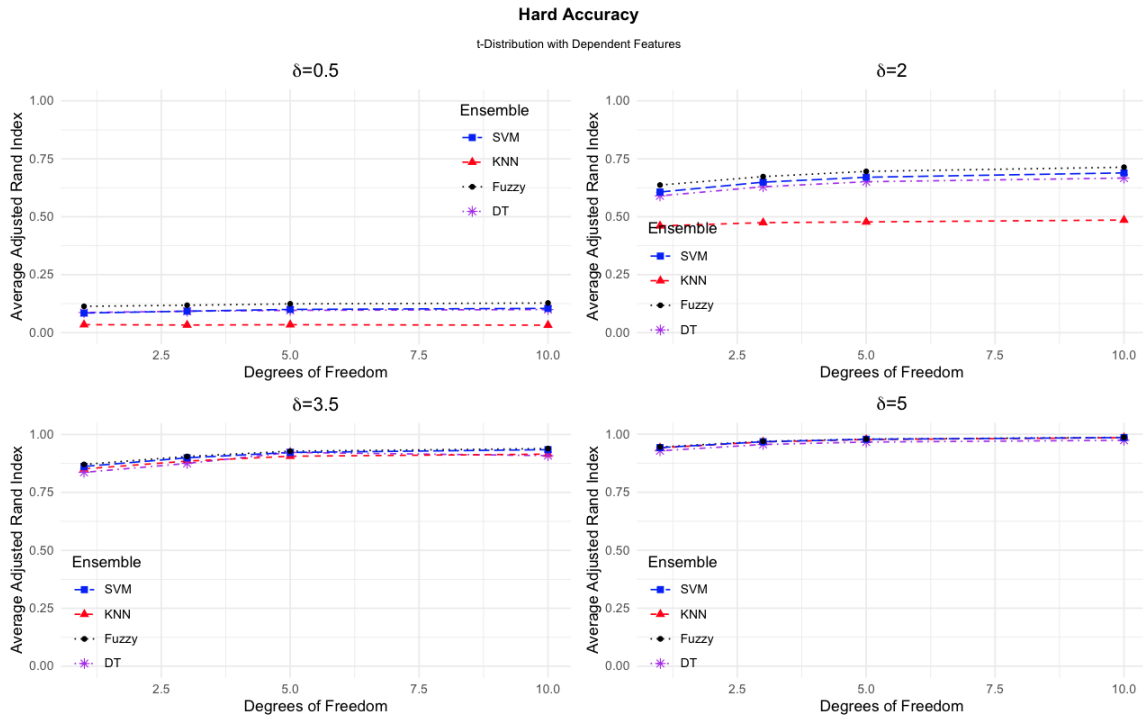 Hard Accuracy
t-Distribution with Dependent Features
δ=0.5
Average Adjusted Rand Index
1.00
0.75
0.50
0.25
0.00
Ensemble
SVM
KNN
Fuzzy
DT
2.5
5.0
7.5
10.0
Degrees of Freedom
δ=2
Average Adjusted Rand Index
1.00
0.75
0.50
0.25
0.00
Ensemble
SVM
KNN
Fuzzy
DT
2.5
5.0
7.5
10.0
Degrees of Freedom
δ=3.5
Average Adjusted Rand Index
1.00
0.75
0.50
0.25
0.00
Ensemble
SVM
KNN
Fuzzy
DT
2.5
5.0
7.5
10.0
Degrees of Freedom
δ=5
Average Adjusted Rand Index
1.00
0.75
0.50
0.25
0.00
Ensemble
SVM
KNN
Fuzzy
DT
2.5
5.0
7.5
10.0
Degrees of Freedom